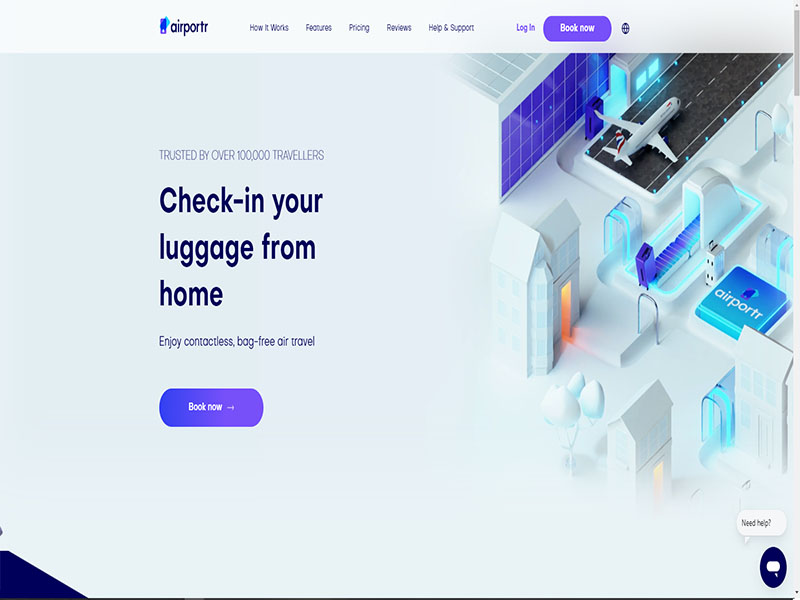 airportr
How It Works
Features
Pricing
Reviews
Help & Support
Log In
Book now
TRUSTED BY OVER 100,000 TRAVELLERS
Check-in your
luggage from
home
Enjoy contactless, bag-free air travel
Book now →
airportr
Need help?